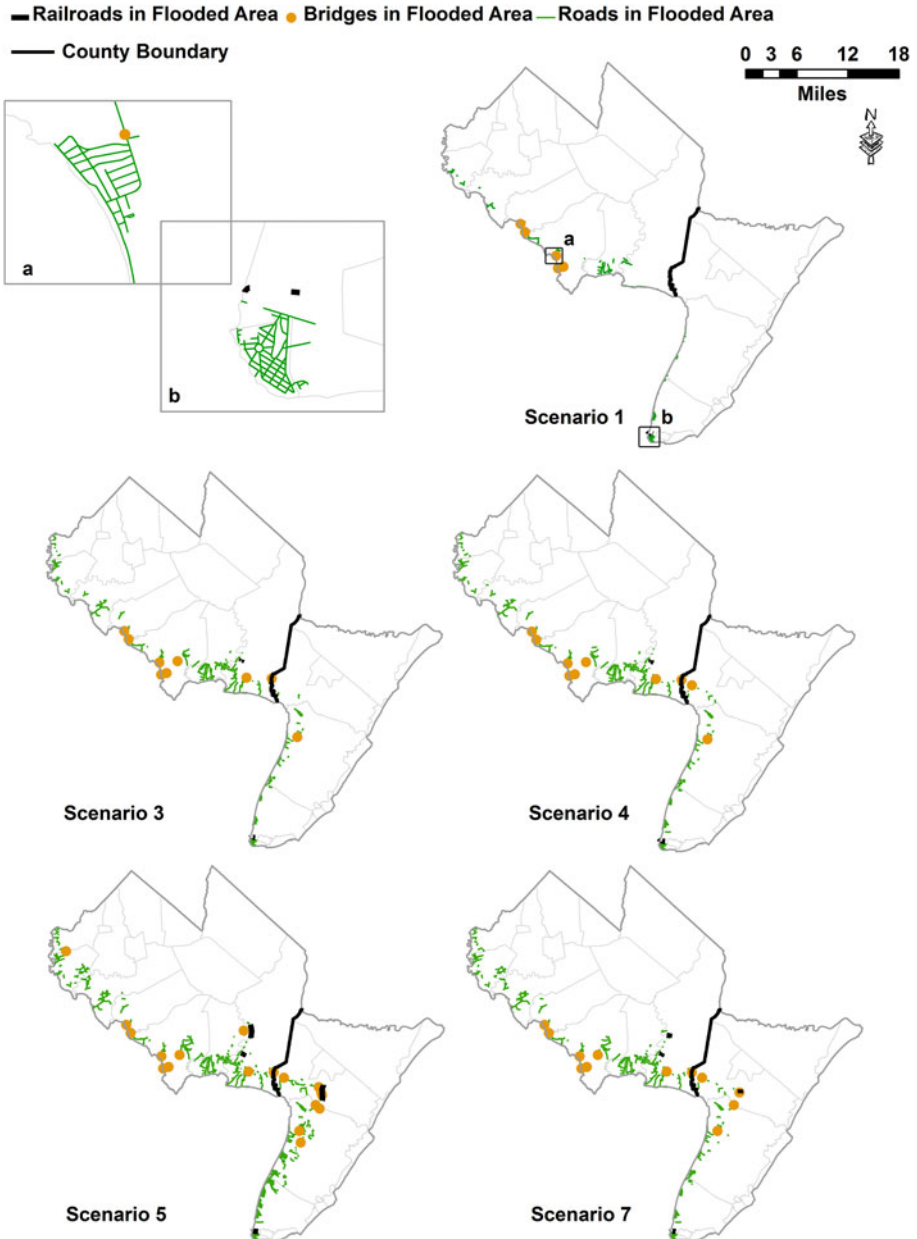 Railroads in Flooded Area Bridges in Flooded Area Roads in Flooded Area
County Boundary
0 3 6 12 18
Miles
N
a
b
a
Scenario 1 b
Scenario 3
Scenario 4
Scenario 5
Scenario 7